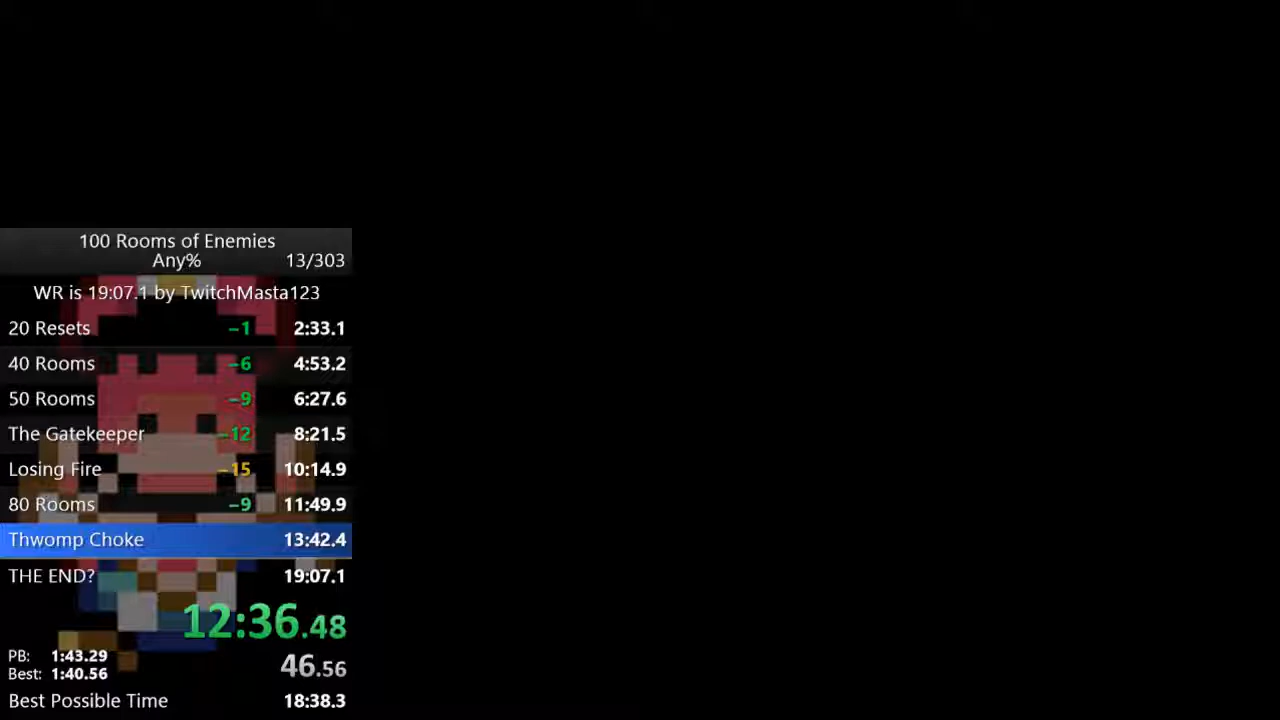 100 Rooms of Enemies
Any% 13/303
WR is 19:07.1 by TwitchMasta123
20 Resets -1 2:33.1
40 Rooms -6 4:53.2
50 Rooms -9 6:27.6
The Gatekeeper -12 8:21.5
Losing Fire -15 10:14.9
80 Rooms -9 11:49.9
Thwomp Choke 13:42.4
THE END? 19:07.1
12:36.48
PB: 1:43.29
Best: 1:40.56
46.56
Best Possible Time 18:38.3